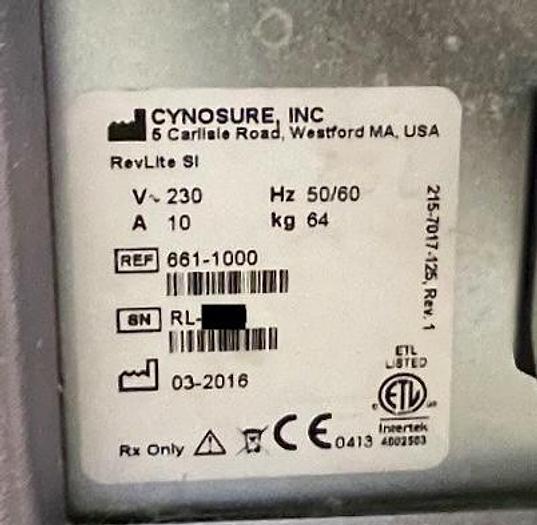 CYNOSURE, INC
5 Carlisle Road, Westford MA, USA
RevLite SI
V~ 230 Hz 50/60
A 10 kg 64
REF 661-1000
SN RL-
03-2016
215-7017-125, Rev. 1
ETL
LISTED
ETL
Intertek
4002503
Rx Only CE 0413